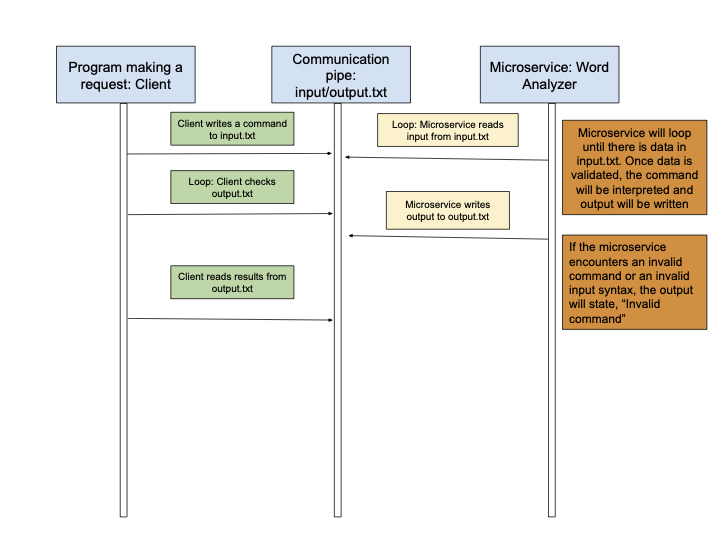 Program making a
request: Client
Communication
pipe:
input/output.txt
Microservice: Word
Analyzer
Client writes a command
to input.txt
Loop: Microservice reads
input from input.txt
Microservice will loop
until there is data in
input.txt. Once data is
validated, the command
will be interpreted and
output will be written
Loop: Client checks
output.txt
Microservice writes
output to output.txt
If the microservice
encounters an invalid
command or an invalid
input syntax, the output
will state, “Invalid
command”
Client reads results from
output.txt